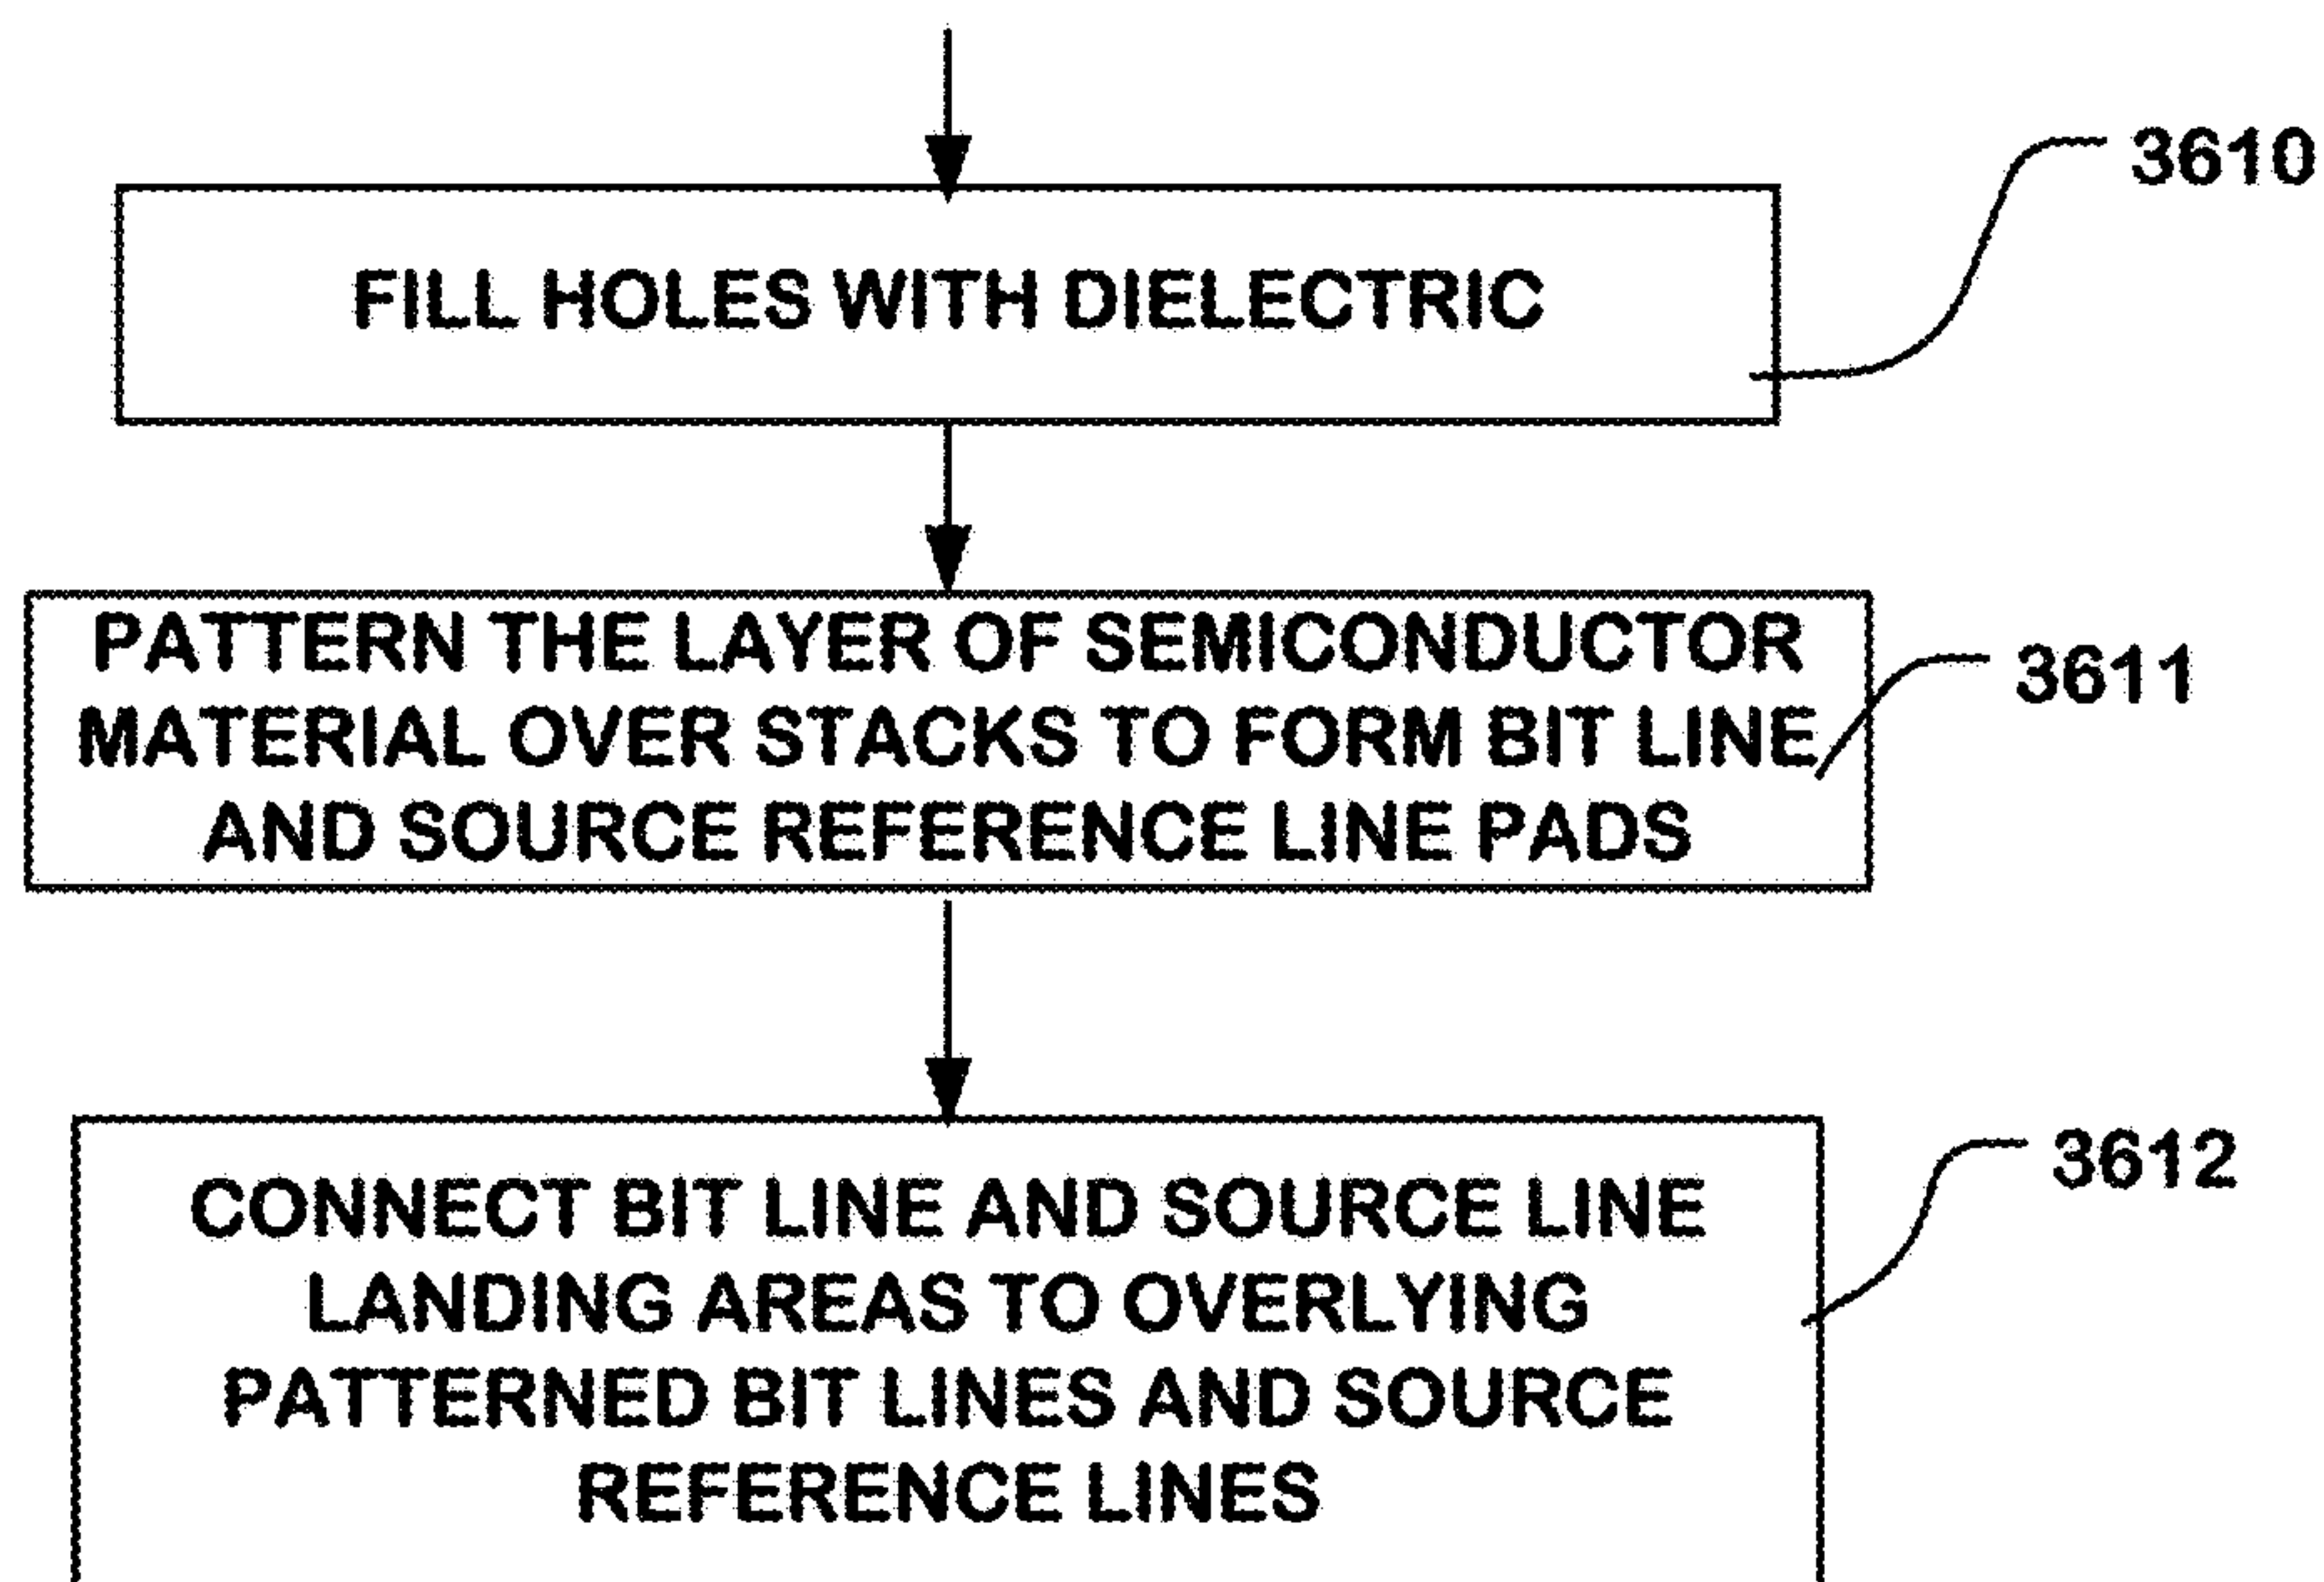 3610
FILL HOLES WITH DIELECTRIC
PATTERN THE LAYER OF SEMICONDUCTOR
MATERIAL OVER STACKS TO FORM BIT LINE
AND SOURCE REFERENCE LINE PADS
3611
CONNECT BIT LINE AND SOURCE LINE
LANDING AREAS TO OVERLYING
PATTERNED BIT LINES AND SOURCE
REFERENCE LINES
3612